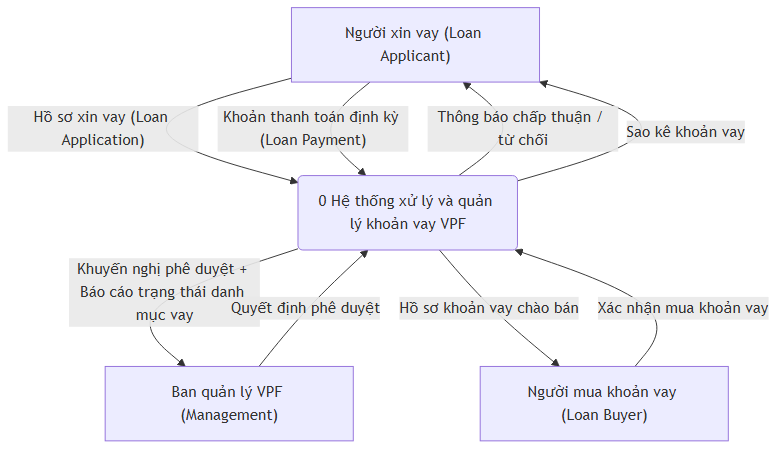 Người xin vay (Loan
Applicant)
Hồ sơ xin vay (Loan
Application)
Khoản thanh toán định kỳ
(Loan Payment)
Thông báo chấp thuận /
từ chối
Sao kê khoản vay
0 Hệ thống xử lý và quản
lý khoản vay VPF
Khuyến nghị phê duyệt +
Báo cáo trạng thái danh
mục vay
Quyết định phê duyệt
Hồ sơ khoản vay chào bán
Xác nhận mua khoản vay
Ban quản lý VPF
(Management)
Người mua khoản vay
(Loan Buyer)